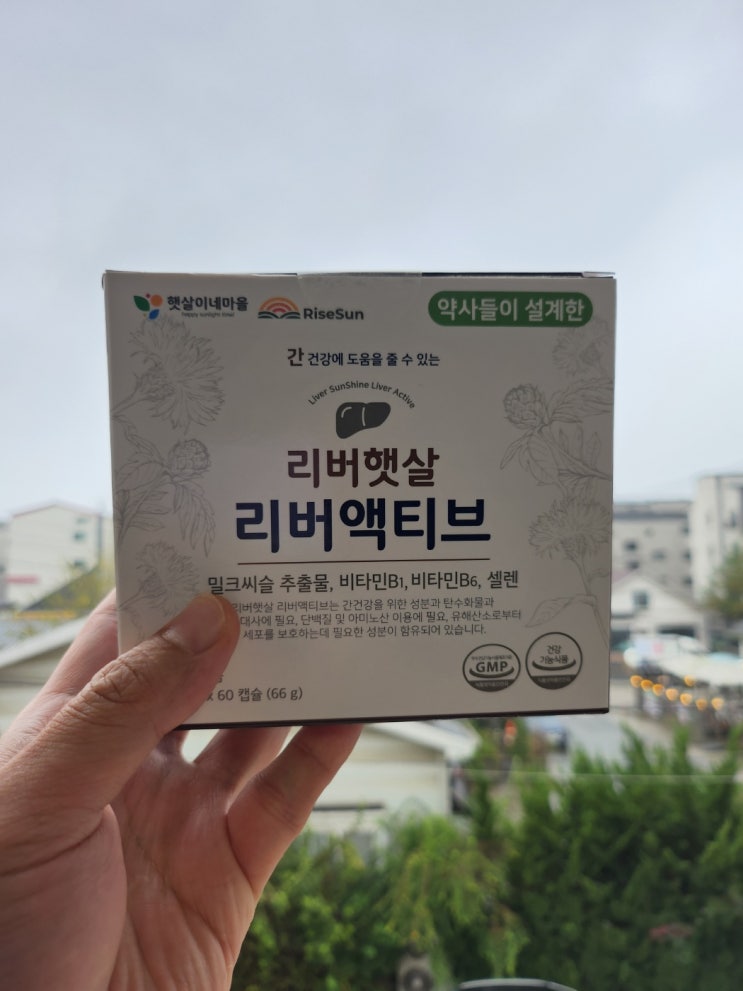 햇살이네마을
happy sunlight time!
RiseSun
약사들이 설계한
간 건강에 도움을 줄 수 있는
Liver SunShine Liver Active
리버햇살
리버액티브
밀크씨슬 추출물, 비타민B1, 비타민B6, 셀렌
리버햇살 리버액티브는 간건강을 위한 성분과 탄수화물과
대사에 필요, 단백질 및 아미노산 이용에 필요, 유해산소로부터
세포를 보호하는데 필요한 성분이 함유되어 있습니다.
GMP
건강
기능식품
x 60 캡슐 (66 g)